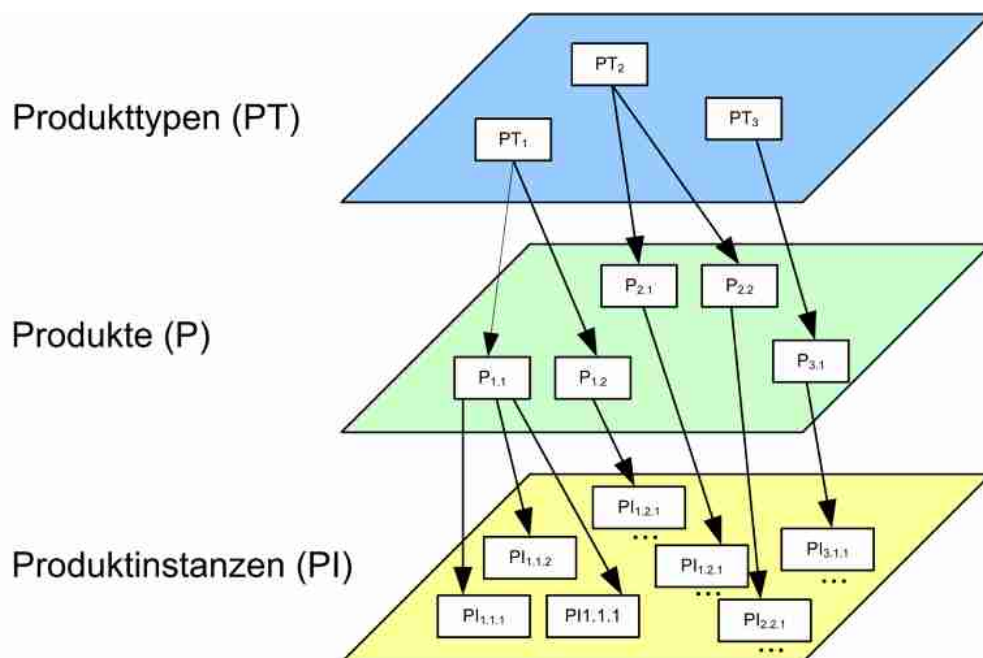 Produkttypen (PT)
PT₂
PT₃
PT₁
Produkte (P)
P₂.₁
P₂.₂
P₃.₁
P₁.₁
P₁.₂
Produktinstanzen (PI)
PI₁.₂.₁
...
PI₃.₁.₁
...
PI₁.₁.₂
PI₁.₂.₁
...
PI₁.₁.₁
PI1.1.1
PI₂.₂.₁
...